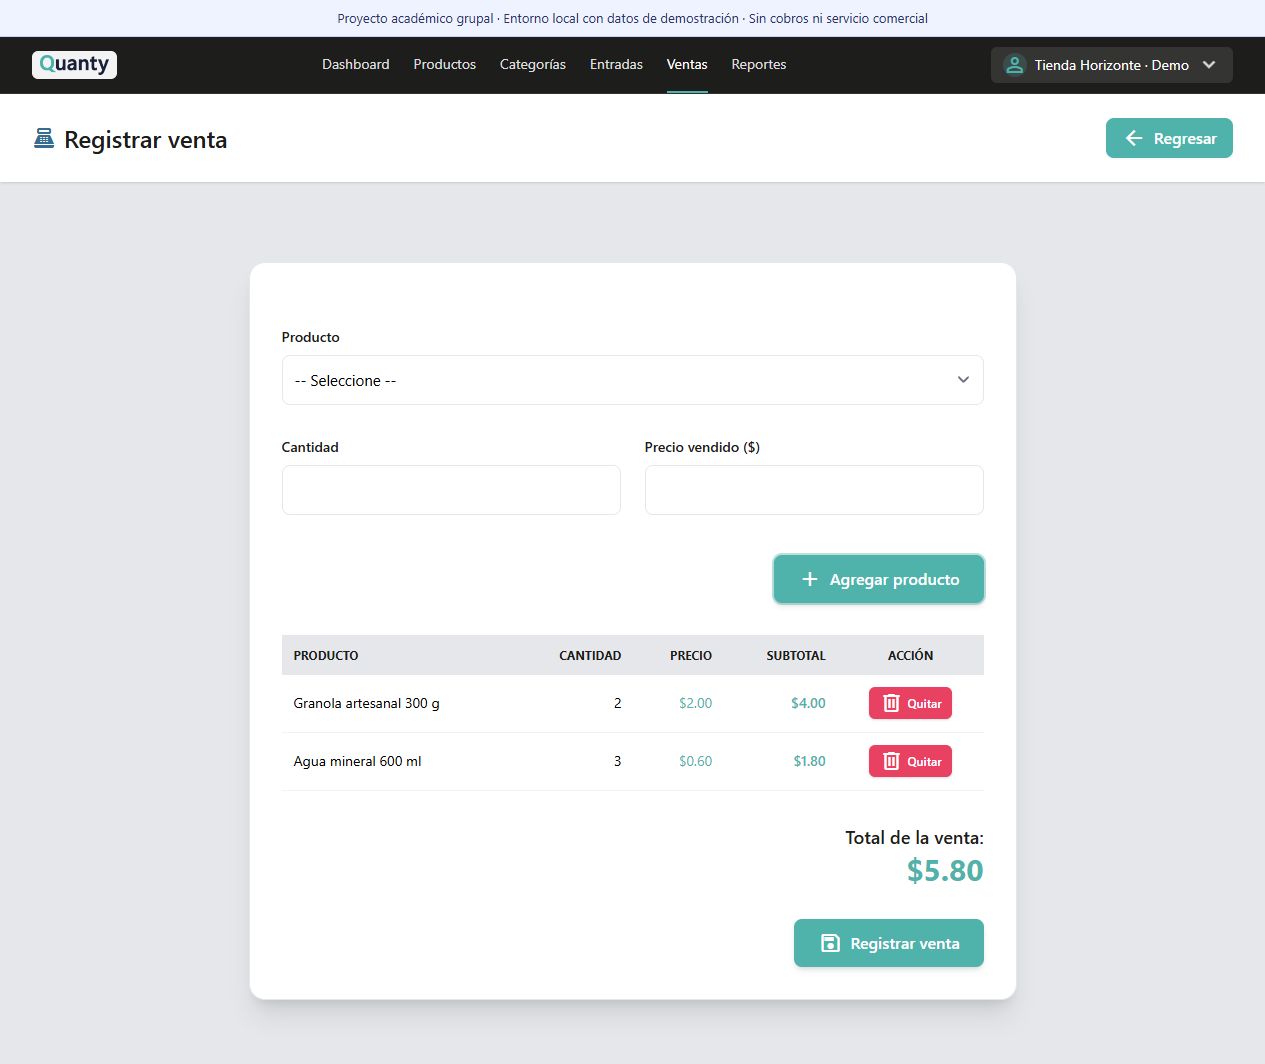 Proyecto académico grupal · Entorno local con datos de demostración · Sin cobros ni servicio comercial
Quanty Dashboard Productos Categorías Entradas Ventas Reportes Tienda Horizonte · Demo
Registrar venta Regresar
Producto
-- Seleccione --
Cantidad Precio vendido ($)
Agregar producto
PRODUCTO CANTIDAD PRECIO SUBTOTAL ACCIÓN
Granola artesanal 300 g 2 $2.00 $4.00 Quitar
Agua mineral 600 ml 3 $0.60 $1.80 Quitar
Total de la venta:
$5.80
Registrar venta